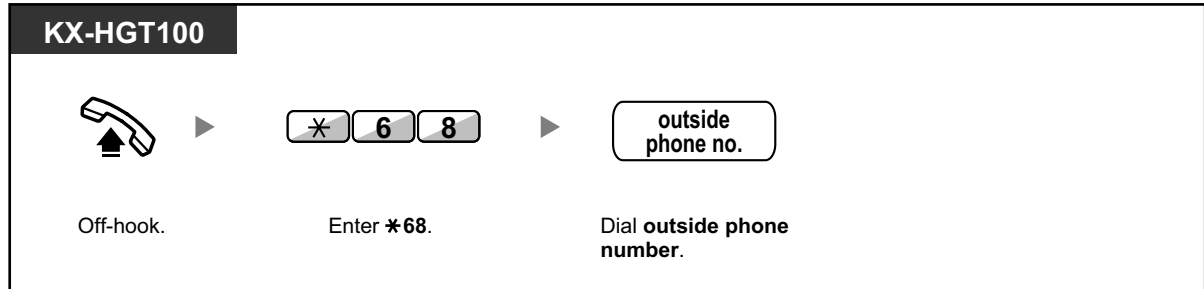 KX-HGT100
* 6 8
outside
phone no.
Off-hook.
Enter *68.
Dial outside phone
number.